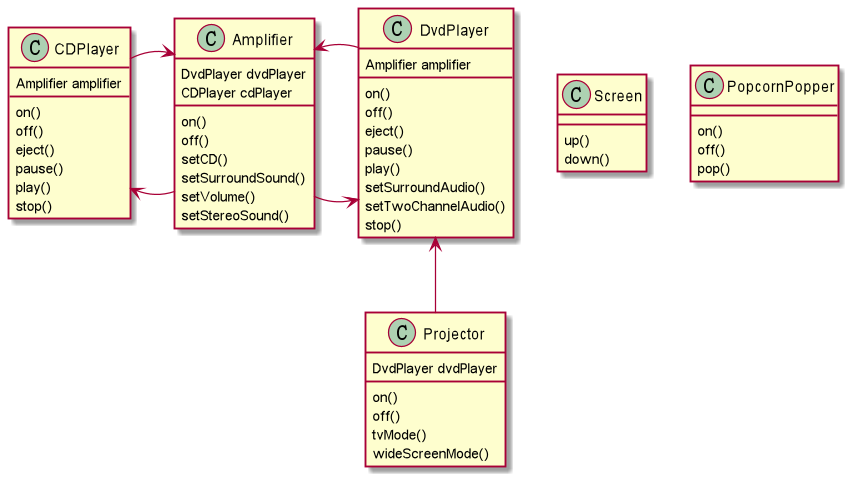 C CDPlayer
Amplifier amplifier
on()
off()
eject()
pause()
play()
stop()
C Amplifier
DvdPlayer dvdPlayer
CDPlayer cdPlayer
on()
off()
setCD()
setSurroundSound()
setVolume()
setStereoSound()
C DvdPlayer
Amplifier amplifier
on()
off()
eject()
pause()
play()
setSurroundAudio()
setTwoChannelAudio()
stop()
C Screen
up()
down()
C PopcornPopper
on()
off()
pop()
C Projector
DvdPlayer dvdPlayer
on()
off()
tvMode()
wideScreenMode()